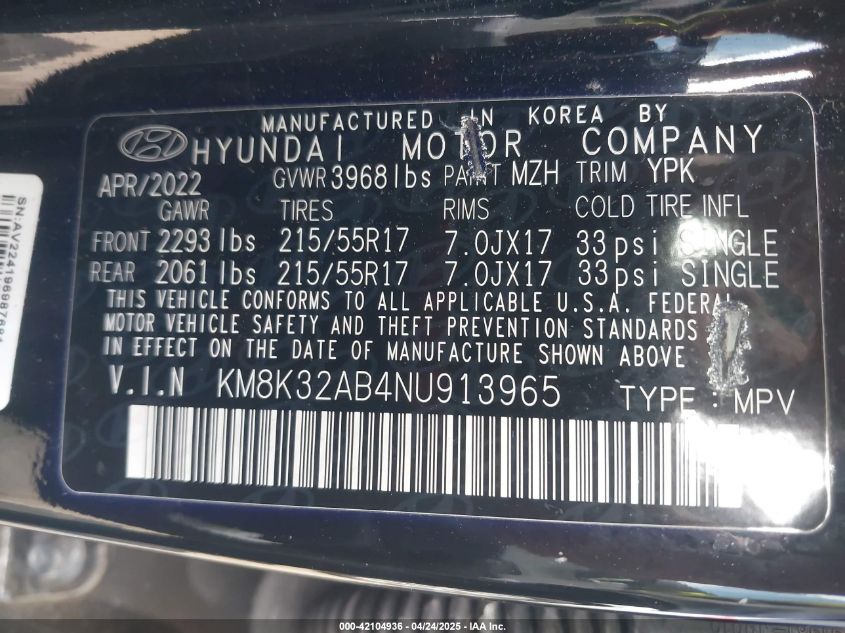 MANUFACTURED IN KOREA BY
HYUNDAI MOTOR COMPANY
APR/2022 GVWR 3968lbs PAINT MZH TRIM YPK
GAWR TIRES RIMS COLD TIRE INFL
FRONT 2293 lbs 215/55R17 7.0JX17 33psi SINGLE
REAR 2061 lbs 215/55R17 7.0JX17 33psi SINGLE
THIS VEHICLE CONFORMS TO ALL APPLICABLE U.S.A. FEDERAL
MOTOR VEHICLE SAFETY AND THEFT PREVENTION STANDARDS
IN EFFECT ON THE DATE OF MANUFACTURE SHOWN ABOVE
V.I.N KM8K32AB4NU913965 TYPE : MPV
000-42104936 - 04/24/2025 - IAA Inc.